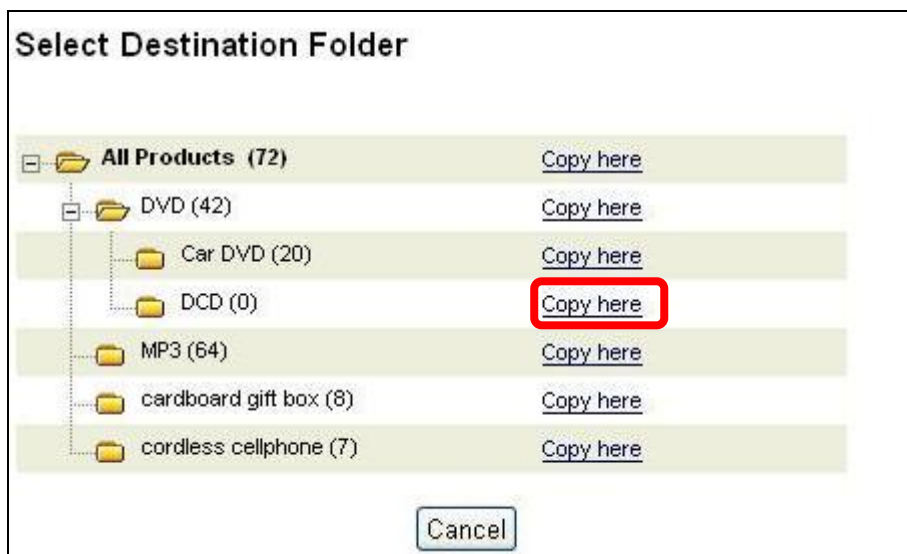 Select Destination Folder
All Products (72) Copy here
DVD (42) Copy here
Car DVD (20) Copy here
DCD (0) Copy here
MP3 (64) Copy here
cardboard gift box (8) Copy here
cordless cellphone (7) Copy here
Cancel